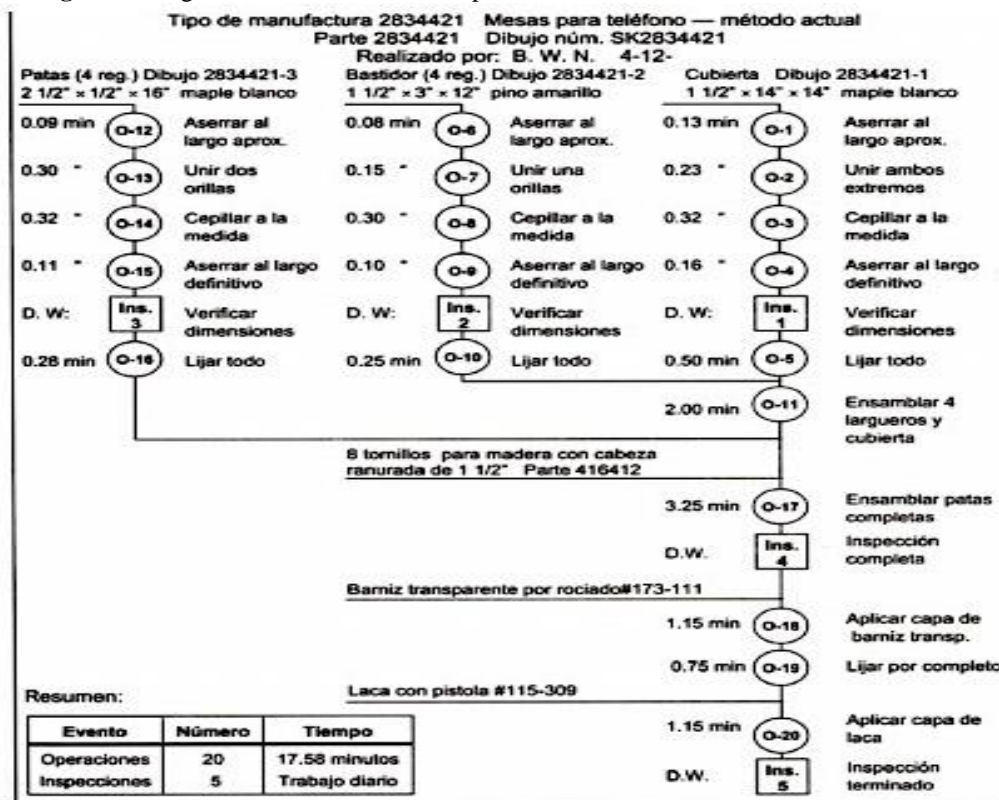 Tipo de manufactura 2834421 Mesas para teléfono — método actual
Parte 2834421 Dibujo núm. SK2834421
Realizado por: B. W. N. 4-12-
Patas (4 reg.) Dibujo 2834421-3
2 1/2" × 1/2" × 16" maple blanco
Bastidor (4 reg.) Dibujo 2834421-2
1 1/2" × 3" × 12" pino amarillo
Cubierta Dibujo 2834421-1
1 1/2" × 14" × 14" maple blanco
0.09 min O-12 Aserrar al
largo aprox.
0.30 " O-13 Unir dos
orillas
0.32 " O-14 Cepillar a la
medida
0.11 " O-15 Aserrar al largo
definitivo
D. W: Ins.
3 Verificar
dimensiones
0.28 min O-16 Lijar todo
0.08 min O-6 Aserrar al
largo aprox.
0.15 " O-7 Unir una
orillas
0.30 " O-8 Cepillar a la
medida
0.10 " O-9 Aserrar al largo
definitivo
D. W: Ins.
2 Verificar
dimensiones
0.25 min O-10 Lijar todo
0.13 min O-1 Aserrar al
largo aprox.
0.23 " O-2 Unir ambos
extremos
0.32 " O-3 Cepillar a la
medida
0.16 " O-4 Aserrar al largo
definitivo
D. W: Ins.
1 Verificar
dimensiones
0.50 min O-5 Lijar todo
2.00 min O-11 Ensamblar 4
largueros y
cubierta
8 tornillos para madera con cabeza
ranurada de 1 1/2" Parte 416412
3.25 min O-17 Ensamblar patas
completas
D.W. Ins.
4 Inspección
completa
Barniz transparente por rociado#173-111
1.15 min O-18 Aplicar capa de
barniz transp.
0.75 min O-19 Lijar por completo
Laca con pistola #115-309
1.15 min O-20 Aplicar capa de
laca
D.W. Ins.
5 Inspección
terminado
Resumen:
Evento Número Tiempo
Operaciones 20 17.58 minutos
Inspecciones 5 Trabajo diario